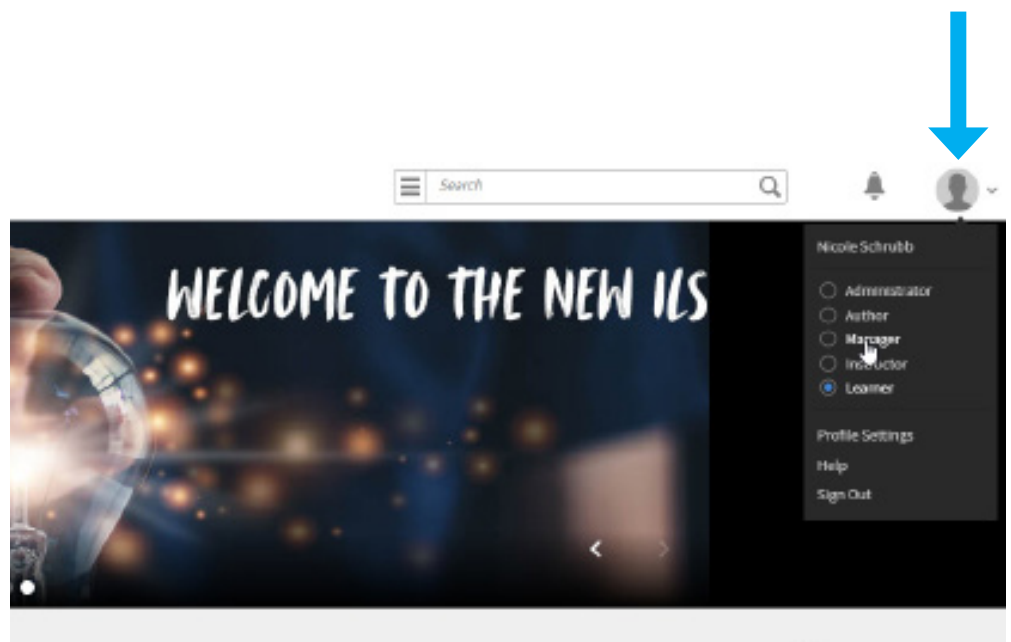 Search
WELCOME TO THE NEW ILS
Nicole Schrubb
Administrator
Author
Manager
Instructor
Learner
Profile Settings
Help
Sign Out